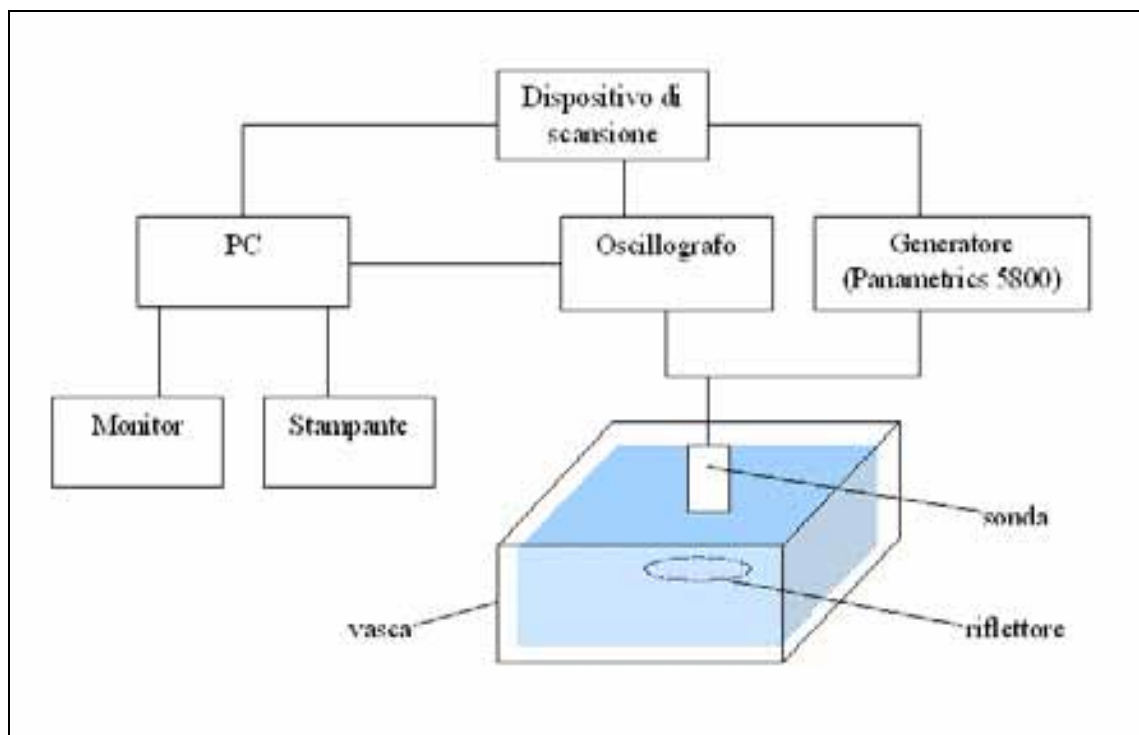 Dispositivo di
scansione
PC
Oscillografo
Generatore
(Panametrics 5800)
Monitor
Stampante
sonda
vasca
riflettore